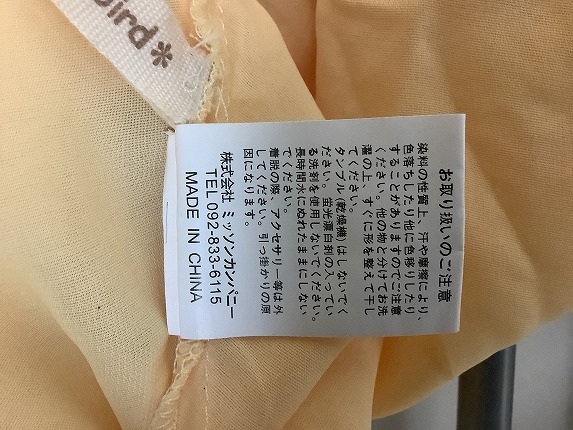 bird*
お取り扱いのご注意
染料の性質上、汗や摩擦により、
色落ちしたり他に色移りしたり
することがありますのでご注意
ください。他の物と分けてお洗
濯の上、すぐに形を整えて干し
てください。
タンブル(乾燥機)はしないでく
ださい。蛍光漂白剤の入ってい
る洗剤を使用しないでください。
長時間水にぬれたままにしない
でください。
着脱の際、アクセサリー等は外
してください。引っ掛かりの原
因になります。
株式会社 ミッソンカンパニー
TEL 092-833-6115
MADE IN CHINA